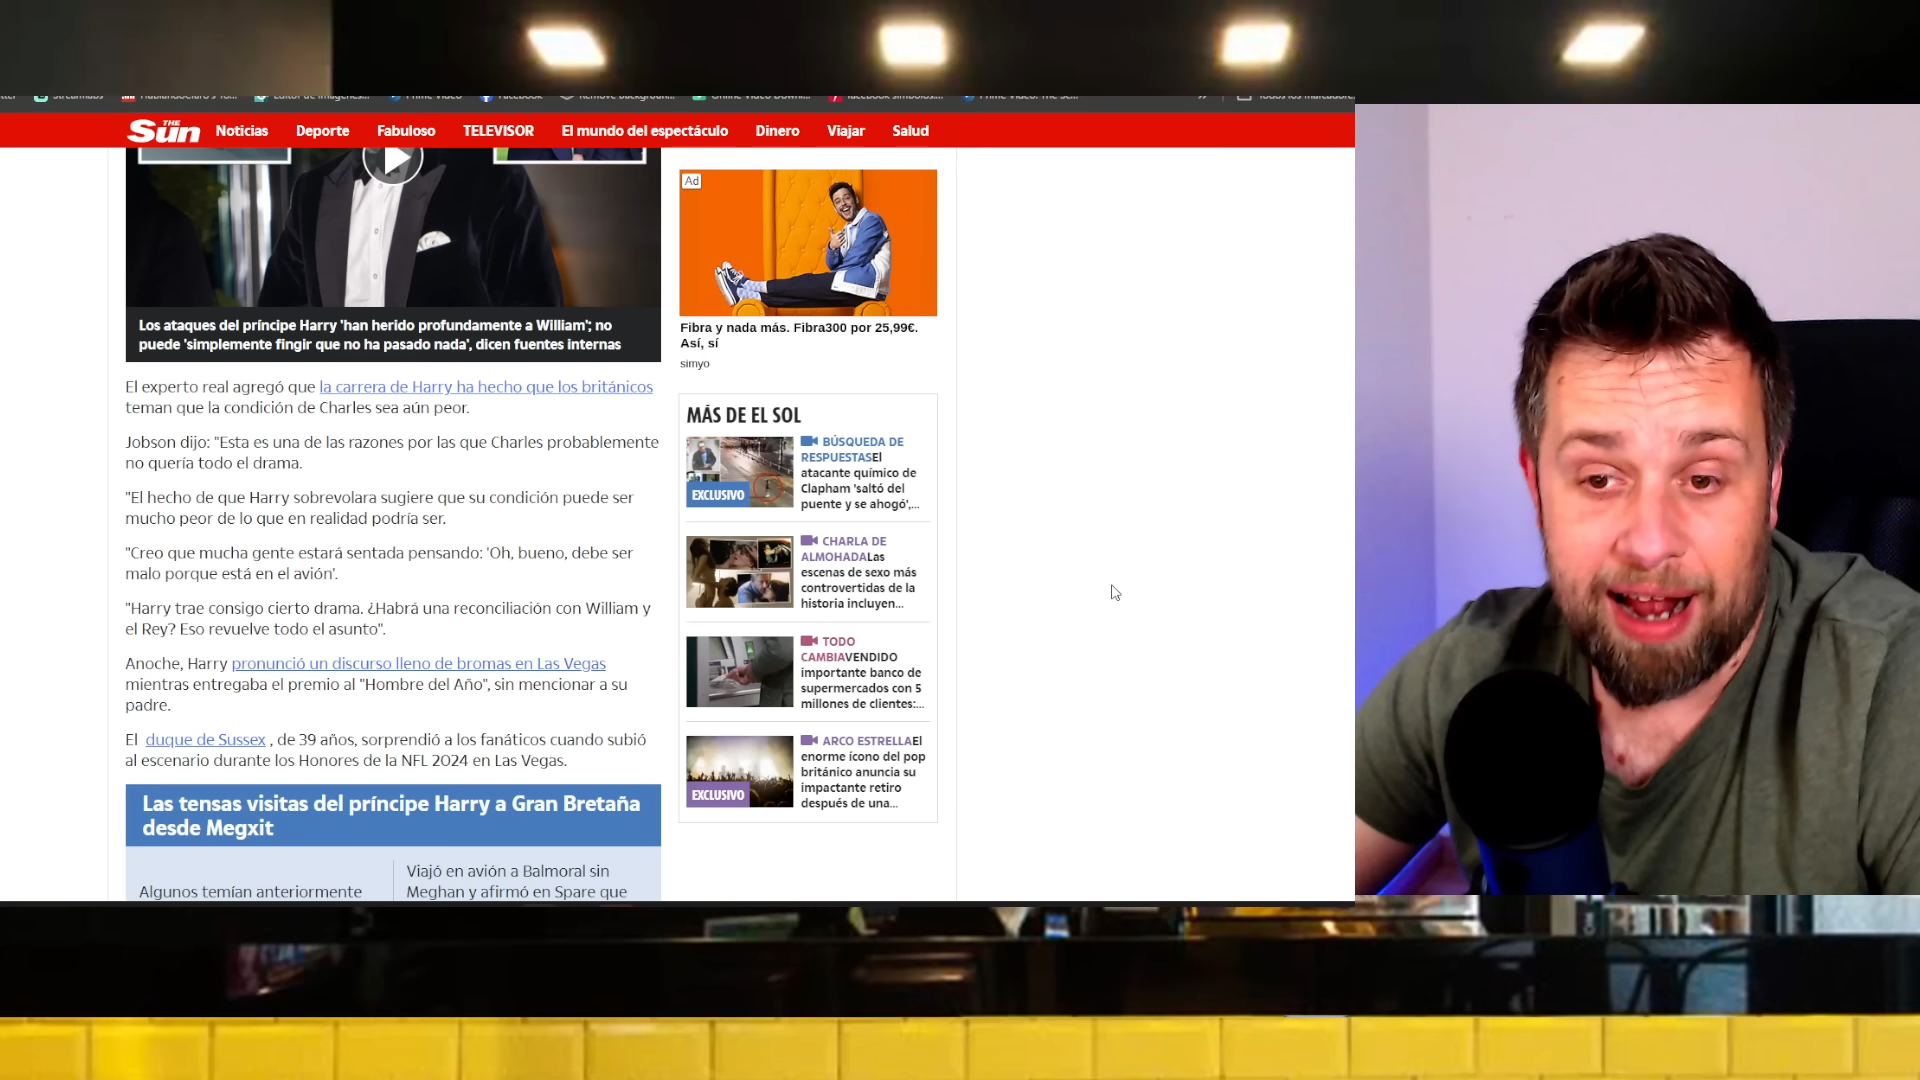 THE Sun Noticias Deporte Fabuloso TELEVISOR El mundo del espectáculo Dinero Viajar Salud
Los ataques del príncipe Harry 'han herido profundamente a William'; no
puede 'simplemente fingir que no ha pasado nada', dicen fuentes internas
El experto real agregó que la carrera de Harry ha hecho que los británicos
teman que la condición de Charles sea aún peor.
Jobson dijo: "Esta es una de las razones por las que Charles probablemente
no quería todo el drama.
"El hecho de que Harry sobrevolara sugiere que su condición puede ser
mucho peor de lo que en realidad podría ser.
"Creo que mucha gente estará sentada pensando: 'Oh, bueno, debe ser
malo porque está en el avión'.
"Harry trae consigo cierto drama. ¿Habrá una reconciliación con William y
el Rey? Eso revuelve todo el asunto".
Anoche, Harry pronunció un discurso lleno de bromas en Las Vegas
mientras entregaba el premio al "Hombre del Año", sin mencionar a su
padre.
El duque de Sussex , de 39 años, sorprendió a los fanáticos cuando subió
al escenario durante los Honores de la NFL 2024 en Las Vegas.
Las tensas visitas del príncipe Harry a Gran Bretaña
desde Megxit
Algunos temían anteriormente
Viajó en avión a Balmoral sin
Meghan y afirmó en Spare que
Ad
Fibra y nada más. Fibra300 por 25,99€.
Así, sí
simyo
MÁS DE EL SOL
EXCLUSIVO
BÚSQUEDA DE
RESPUESTASEl
atacante químico de
Clapham 'saltó del
puente y se ahogó',...
CHARLA DE
ALMOHADALas
escenas de sexo más
controvertidas de la
historia incluyen...
TODO
CAMBIAVENDIDO
importante banco de
supermercados con 5
millones de clientes:...
EXCLUSIVO
ARCO ESTRELLAEl
enorme ícono del pop
británico anuncia su
impactante retiro
después de una...